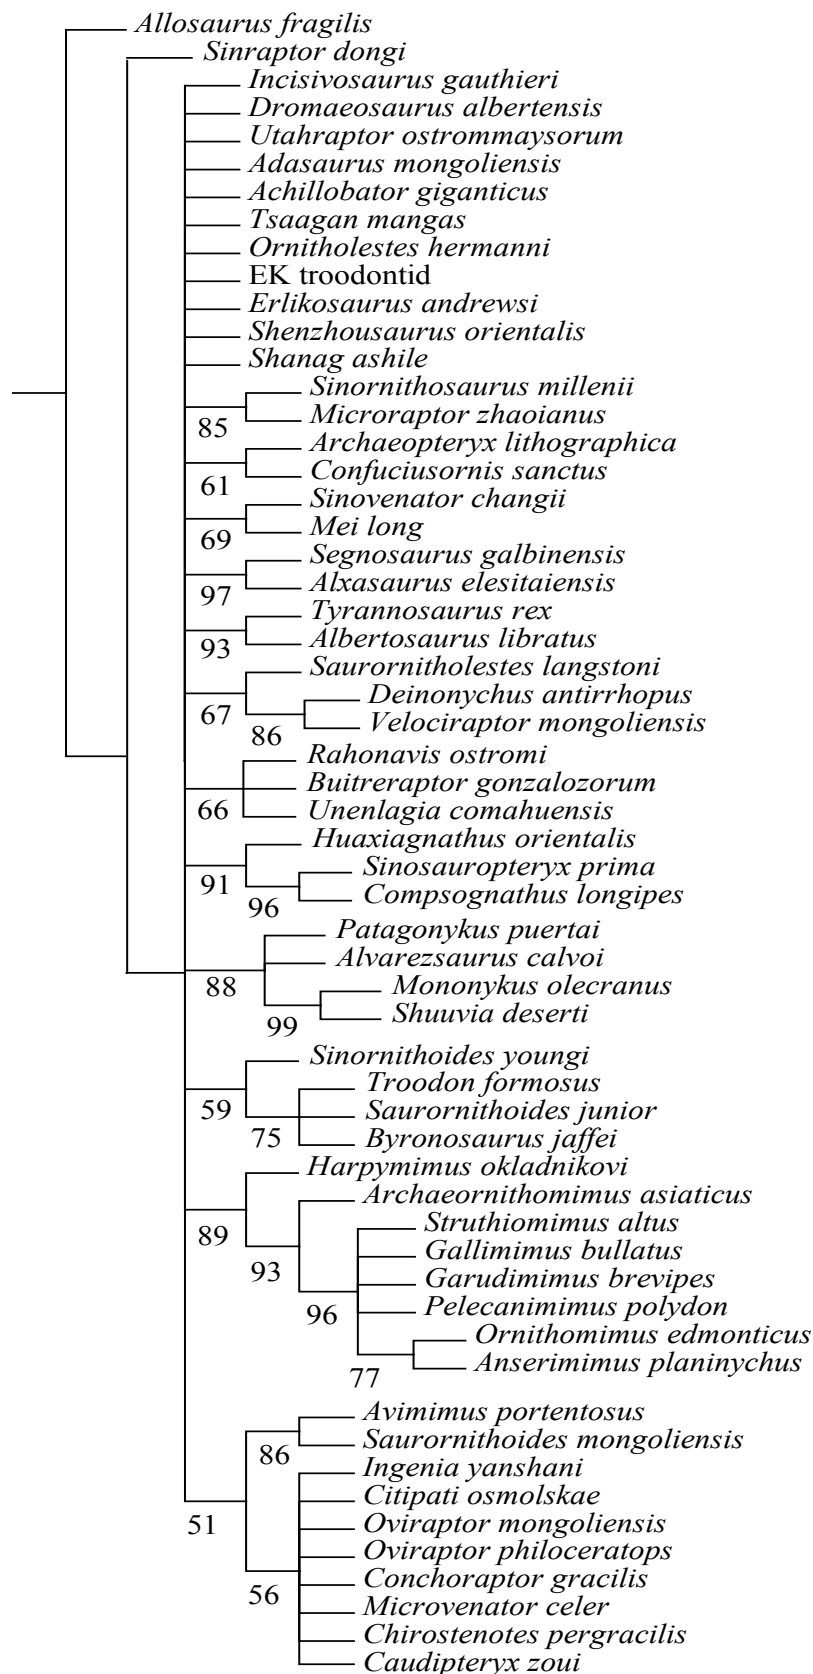 Allosaurus fragilis
Sinraptor dongi
Incisivosaurus gauthieri
Dromaeosaurus albertensis
Utahraptor ostrommaysorum
Adasaurus mongoliensis
Achillobator giganticus
Tsaagan mangas
Ornitholestes hermanni
EK troodontid
Erlikosaurus andrewsi
Shenzhousaurus orientalis
Shanag ashile
Sinornithosaurus millenii
Microraptor zhaoianus
85
Archaeopteryx lithographica
Confuciusornis sanctus
61
Sinovenator changii
Mei long
69
Segnosaurus galbinensis
Alxasaurus elesitaiensis
97
Tyrannosaurus rex
Albertosaurus libratus
93
Saurornitholestes langstoni
Deinonychus antirrhopus
67
Velociraptor mongoliensis
86
Rahonavis ostromi
Buitreraptor gonzalozorum
Unenlagia comahuensis
66
Huaxiagnathus orientalis
Sinosauropteryx prima
91
Compsognathus longipes
96
Patagonykus puertai
Alvarezsaurus calvoi
Mononykus olecranus
88
Shuuvia deserti
99
Sinornithoides youngi
Troodon formosus
59
Saurornithoides junior
75
Byronosaurus jaffei
Harpymimus okladnikovi
Archaeornithomimus asiaticus
Struthiomimus altus
89
Gallimimus bullatus
93
Garudimimus brevipes
Pelecanimimus polydon
96
Ornithomimus edmonticus
Anserimimus planinychus
77
Avimimus portentosus
86
Saurornithoides mongoliensis
Ingenia yanshani
Citipati osmolskae
51
Oviraptor mongoliensis
Oviraptor philoceratops
Conchoraptor gracilis
56
Microvenator celer
Chirostenotes pergracilis
Caudipteryx zoui